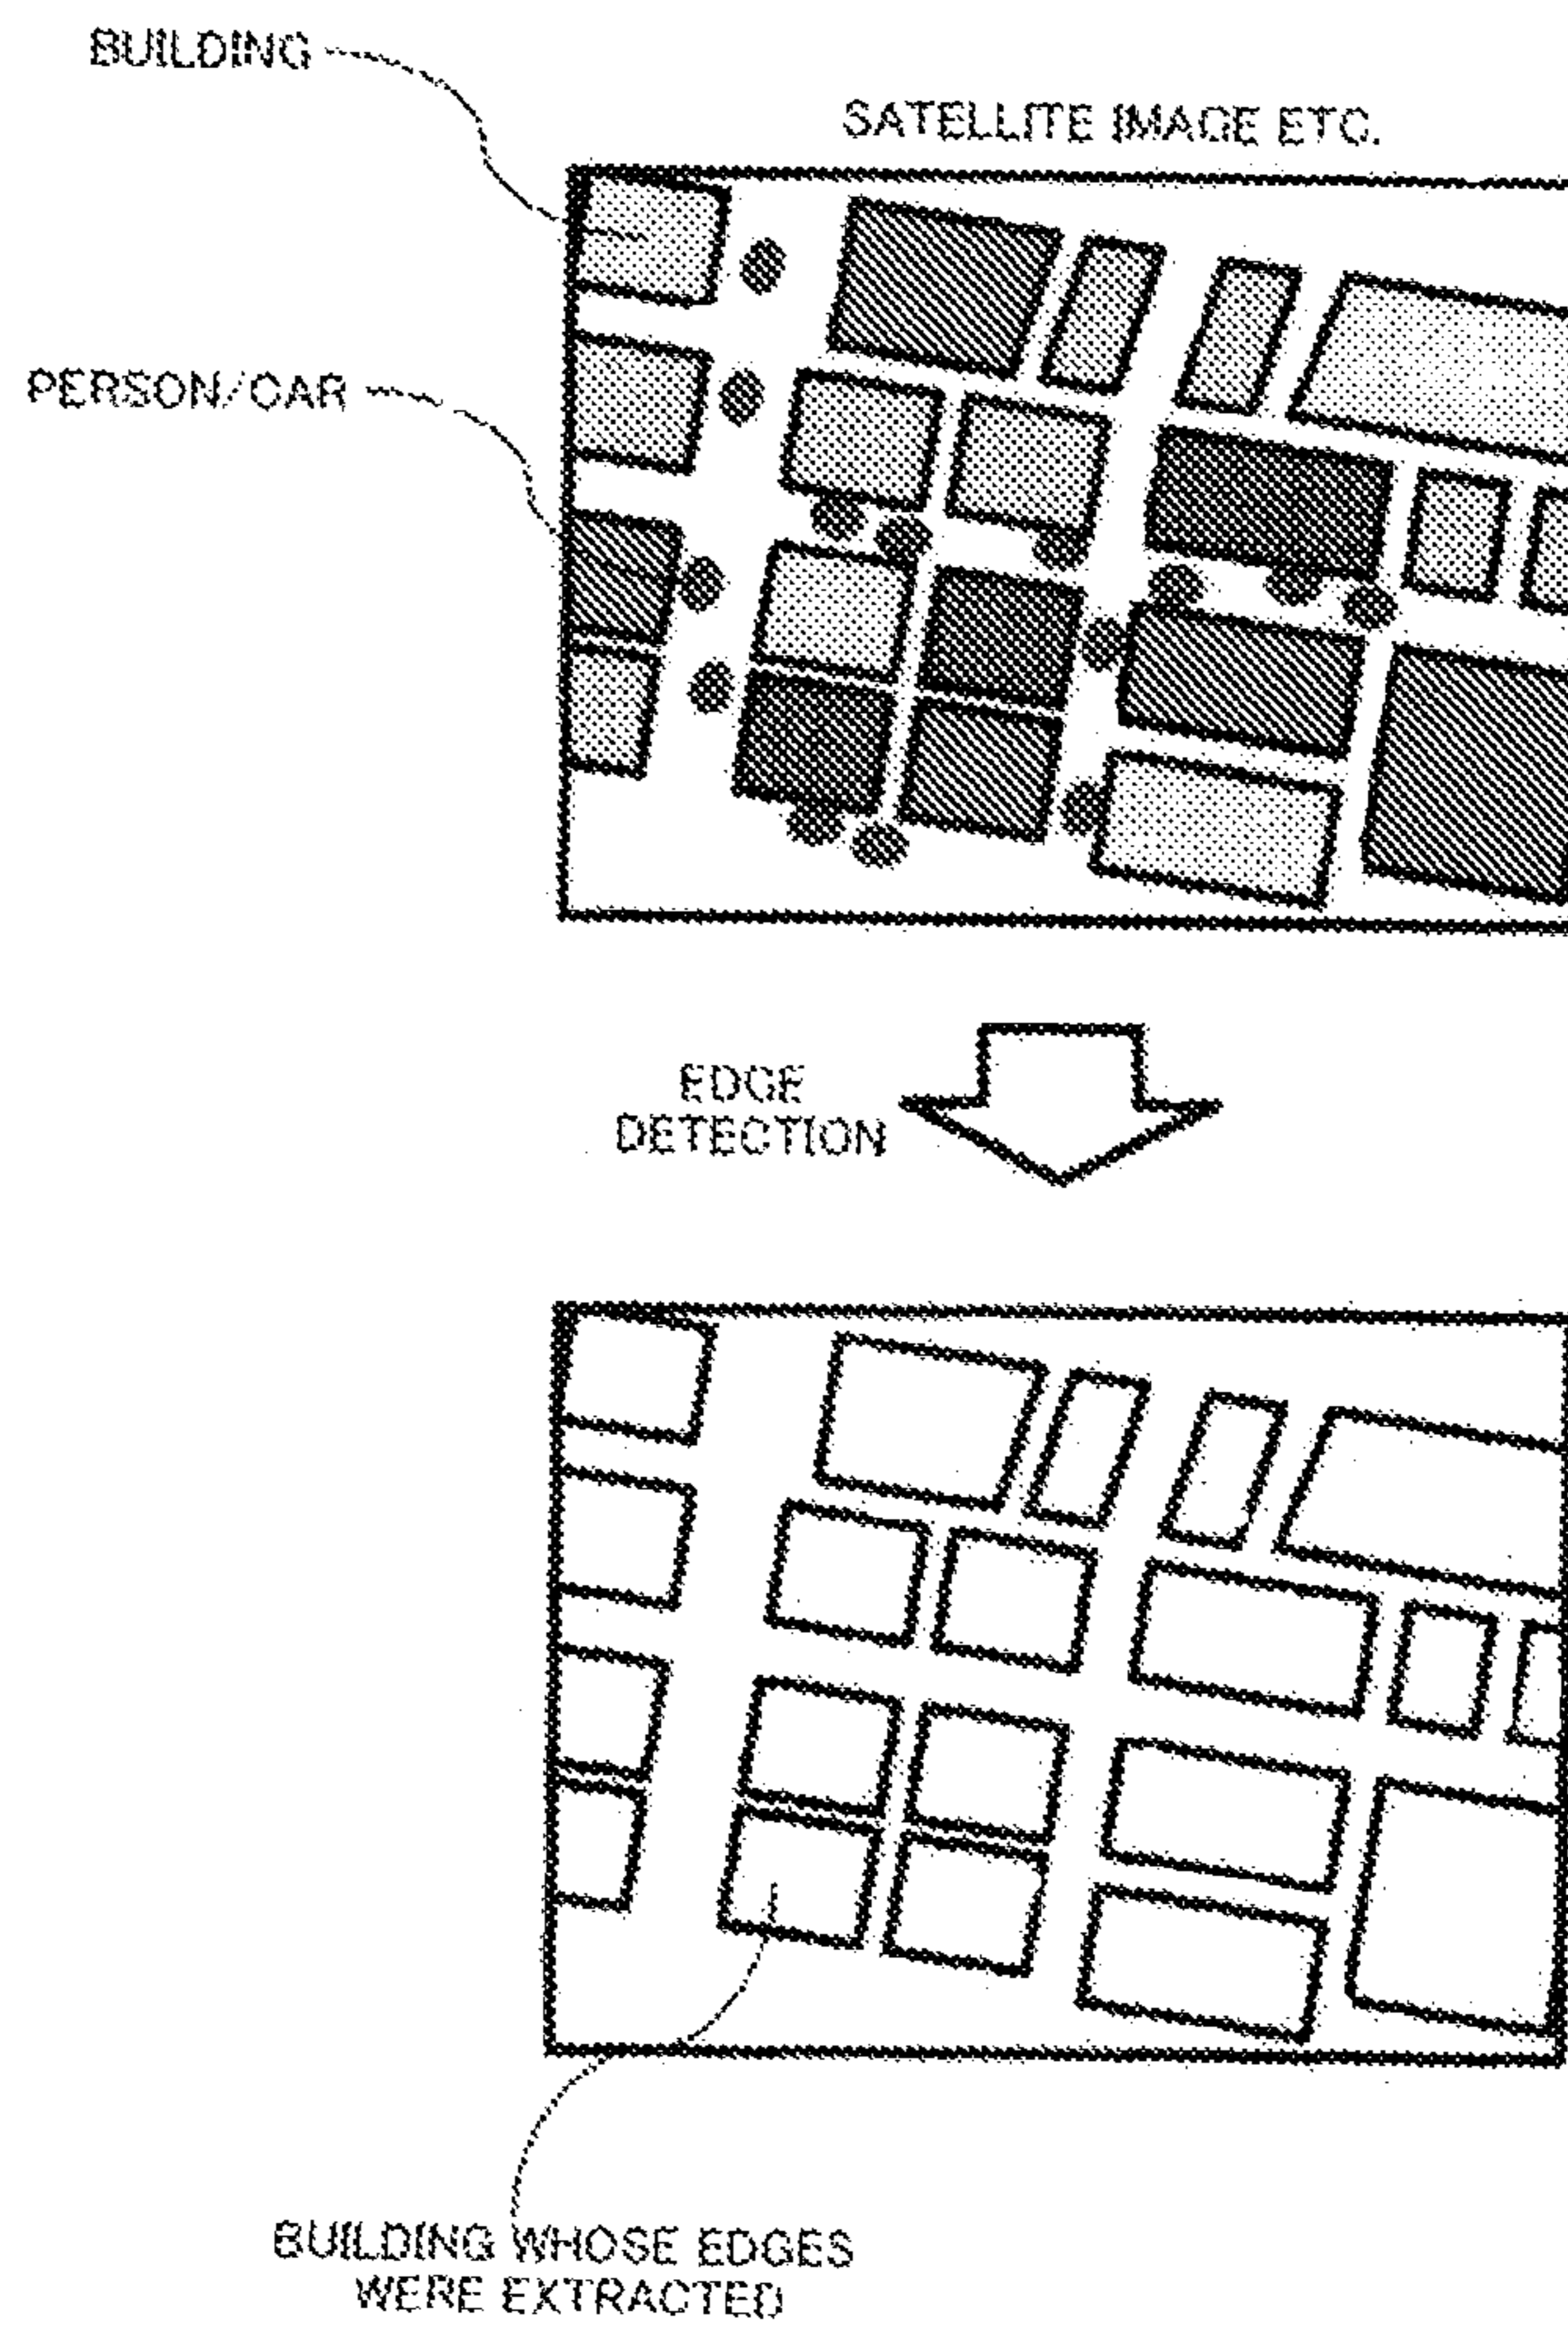 BUILDING
SATELLITE IMAGE ETC.
PERSON/CAR
EDGE
DETECTION
BUILDING WHOSE EDGES
WERE EXTRACTED